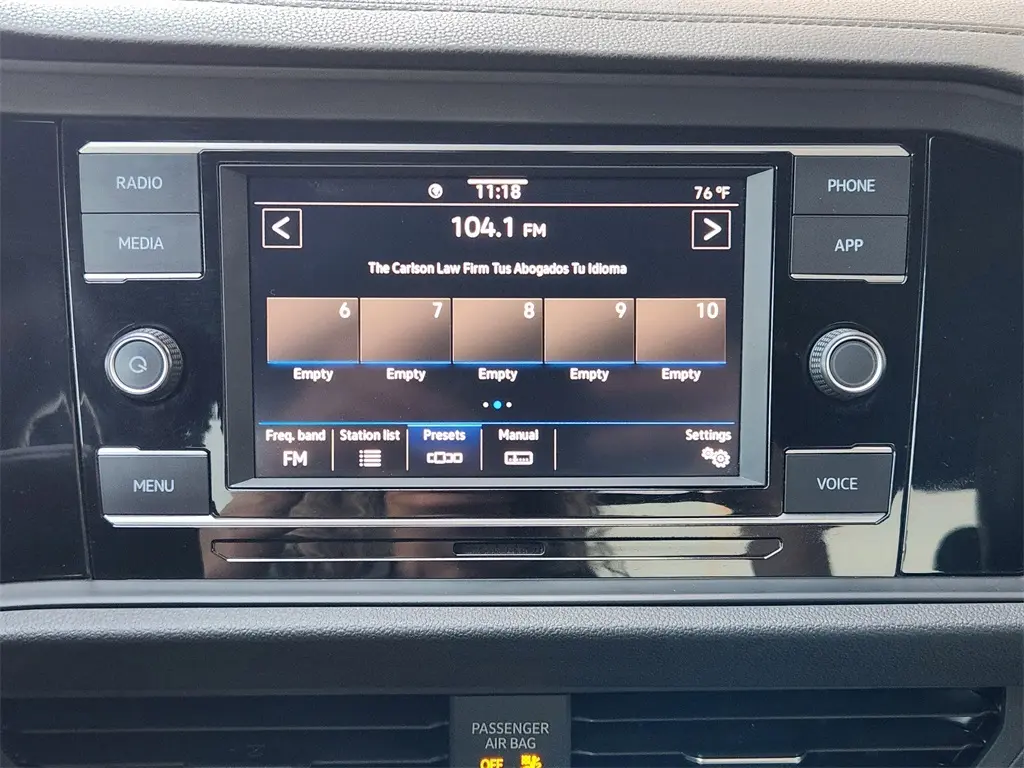 RADIO
MEDIA
MENU
PHONE
APP
VOICE
11:18
76 °F
104.1 FM
The Carlson Law Firm Tus Abogados Tu Idioma
6 7 8 9 10
Empty Empty Empty Empty Empty
Freq. band Station list Presets Manual Settings
FM
PASSENGER
AIR BAG
OFF